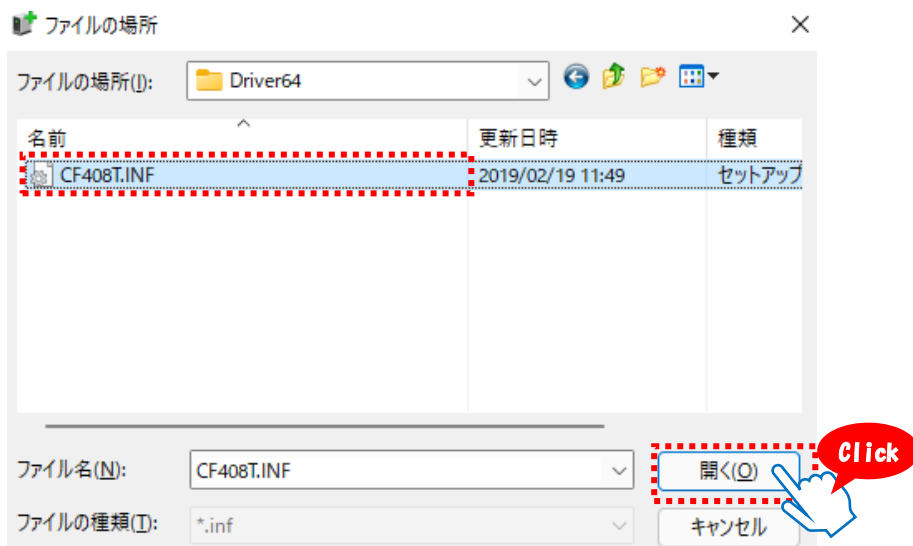 ファイルの場所
ファイルの場所(I):
Driver64
名前
更新日時
種類
CF408T.INF
2019/02/19 11:49
セットアップ
ファイル名(N):
CF408T.INF
開く(O)
Click
ファイルの種類(T):
*.inf
キャンセル